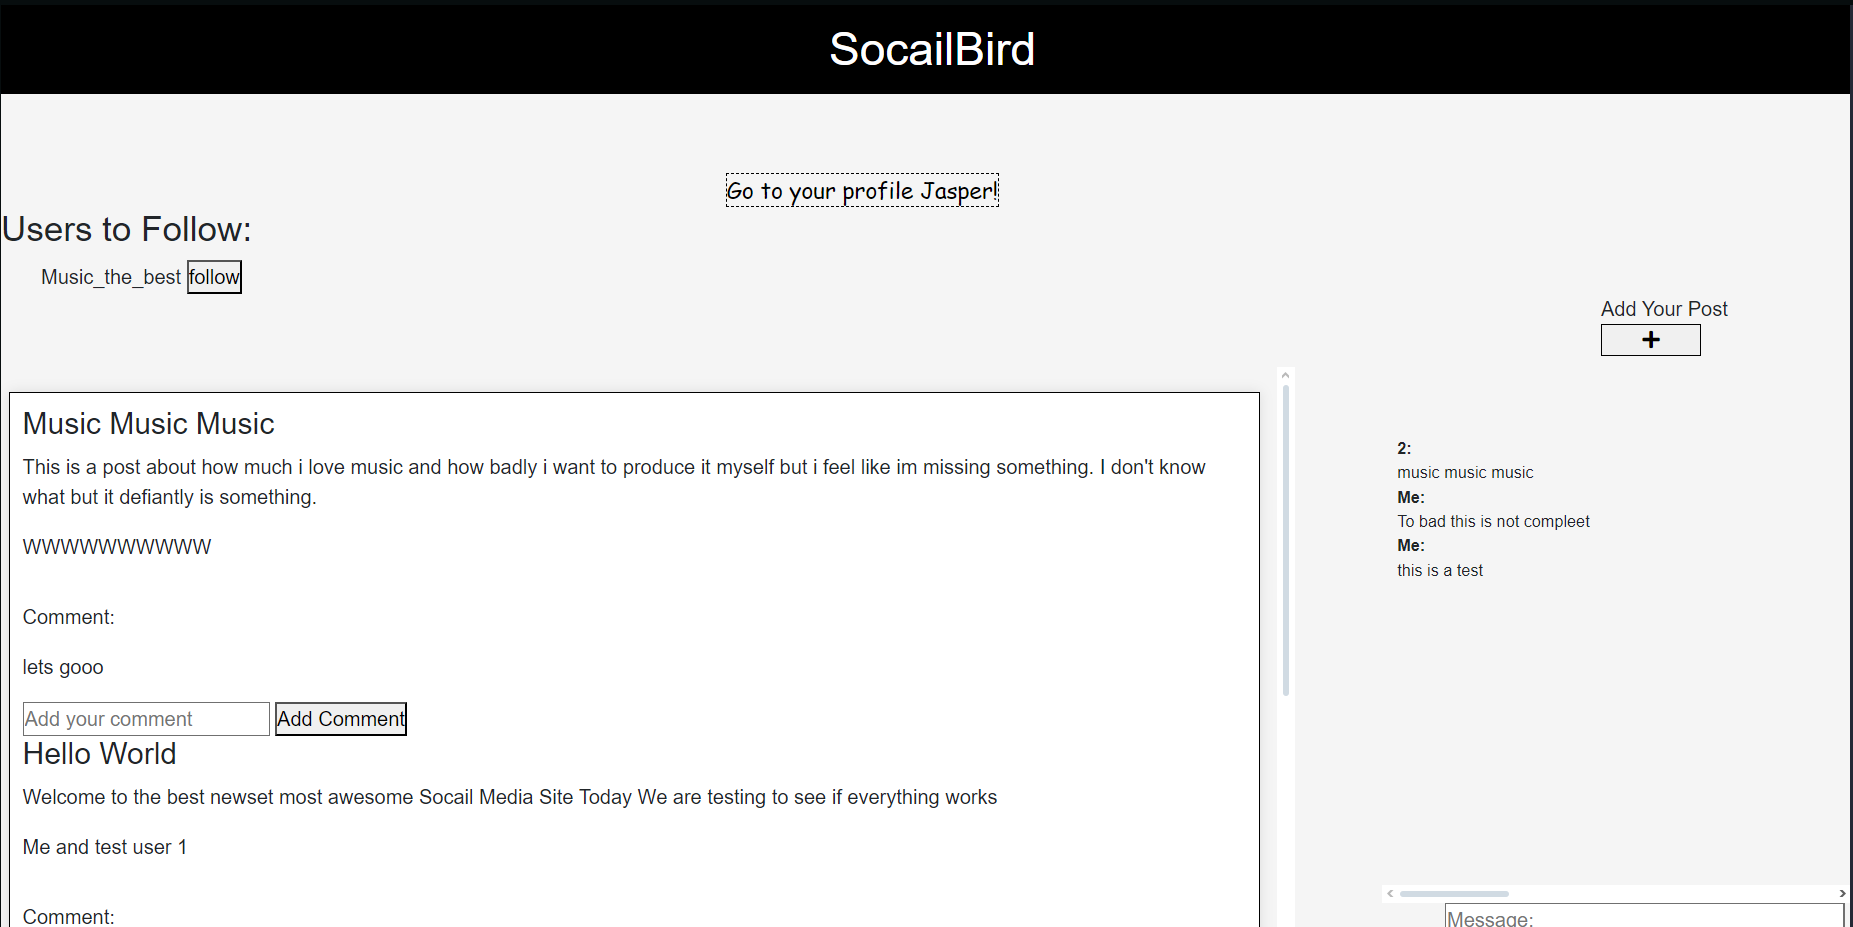 SocailBird
Go to your profile Jasper!
Users to Follow:
Music_the_best follow
Add Your Post
Music Music Music
This is a post about how much i love music and how badly i want to produce it myself but i feel like im missing something. I don't know
what but it defiantly is something.
WWWWWWWWWW
Comment:
lets gooo
Add your comment Add Comment
Hello World
Welcome to the best newset most awesome Socail Media Site Today We are testing to see if everything works
Me and test user 1
Comment:
2:
music music music
Me:
To bad this is not compleet
Me:
this is a test
Message: